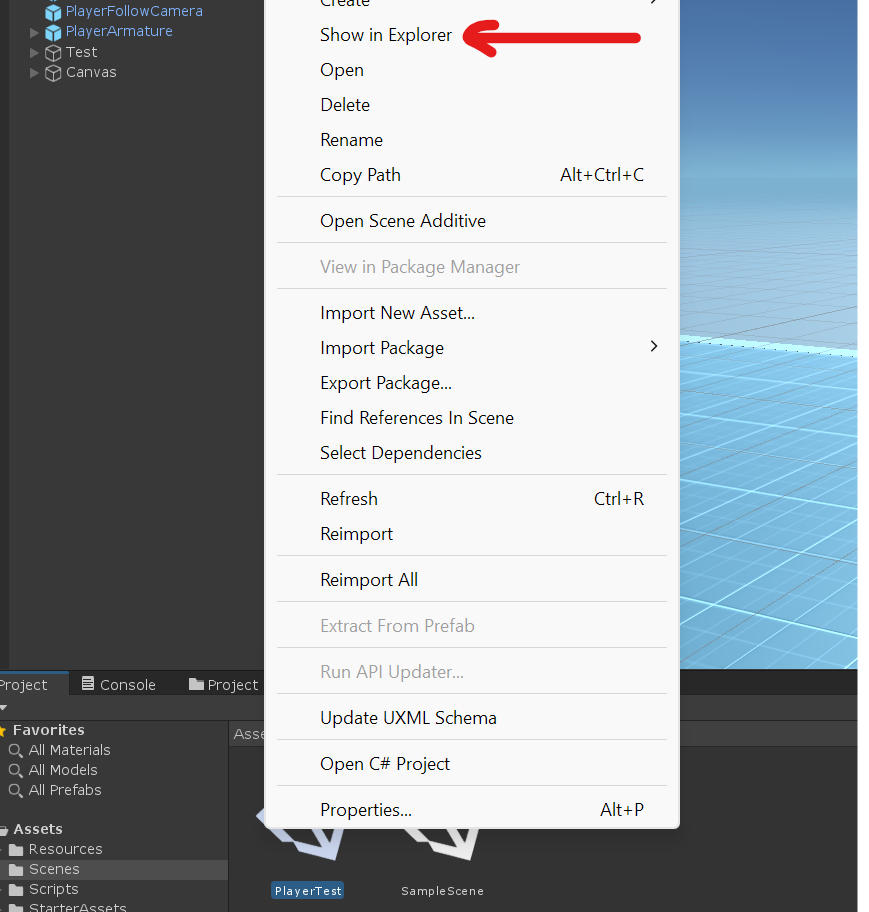 PlayerFollowCamera
PlayerArmature
Test
Canvas
Create
Show in Explorer
Open
Delete
Rename
Copy Path Alt+Ctrl+C
Open Scene Additive
View in Package Manager
Import New Asset...
Import Package
Export Package...
Find References In Scene
Select Dependencies
Refresh Ctrl+R
Reimport
Reimport All
Extract From Prefab
Run API Updater...
Update UXML Schema
Open C# Project
Properties... Alt+P
Project Console Project
Favorites
All Materials
All Models
All Prefabs
Asse
Assets
Resources
Scenes
Scripts
StarterAssets
PlayerTest SampleScene